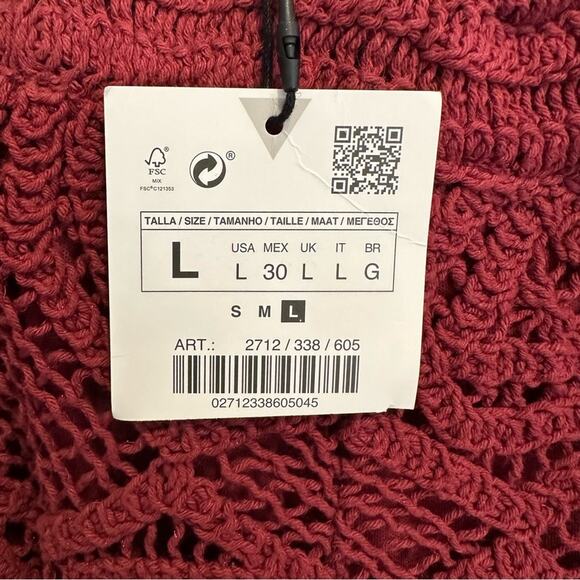 FSC®
MIX
FSC® C121353
®
TALLA / SIZE / TAMANHO / TAILLE / MAAT / ΜΕΓΕΘΟΣ
L
USA MEX UK IT BR
L 30 L L G
S M L
ART.: 2712 / 338 / 605
02712338605045